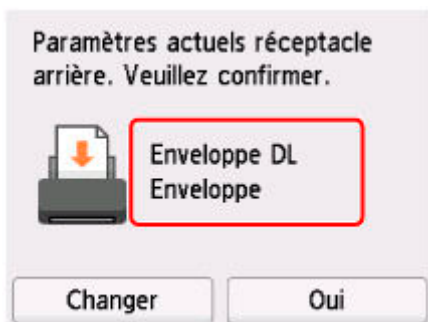 Paramètres actuels réceptacle
arrière. Veuillez confirmer.
Enveloppe DL
Enveloppe
Changer
Oui